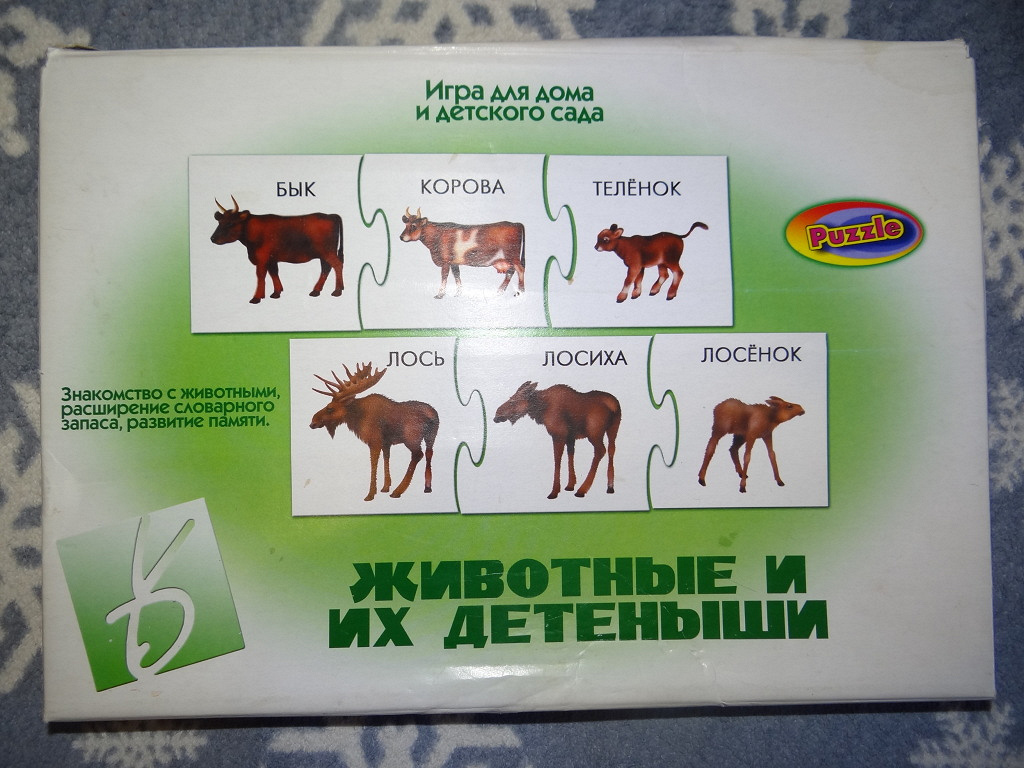 Игра для дома
и детского сада
БЫК
КОРОВА
ТЕЛЁНОК
Puzzle
ЛОСЬ
ЛОСИХА
ЛОСЁНОК
Знакомство с животными,
расширение словарного
запаса, развитие памяти.
ЖИВОТНЫЕ И
ИХ ДЕТЕНЫШИ